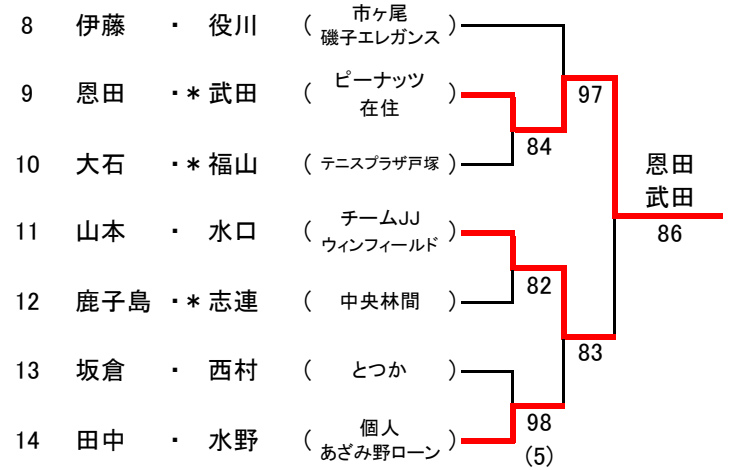 8 伊藤 ・ 役川 ( 市ヶ尾 磯子エレガンス )
9 恩田 ・* 武田 ( ピーナッツ 在住 )
97
84
10 大石 ・* 福山 ( テニスプラザ戸塚 )
恩田
武田
86
11 山本 ・ 水口 ( チームJJ ウィンフィールド )
82
12 鹿子島 ・* 志連 ( 中央林間 )
83
13 坂倉 ・ 西村 ( とつか )
98
(5)
14 田中 ・ 水野 ( 個人 あざみ野ローン )